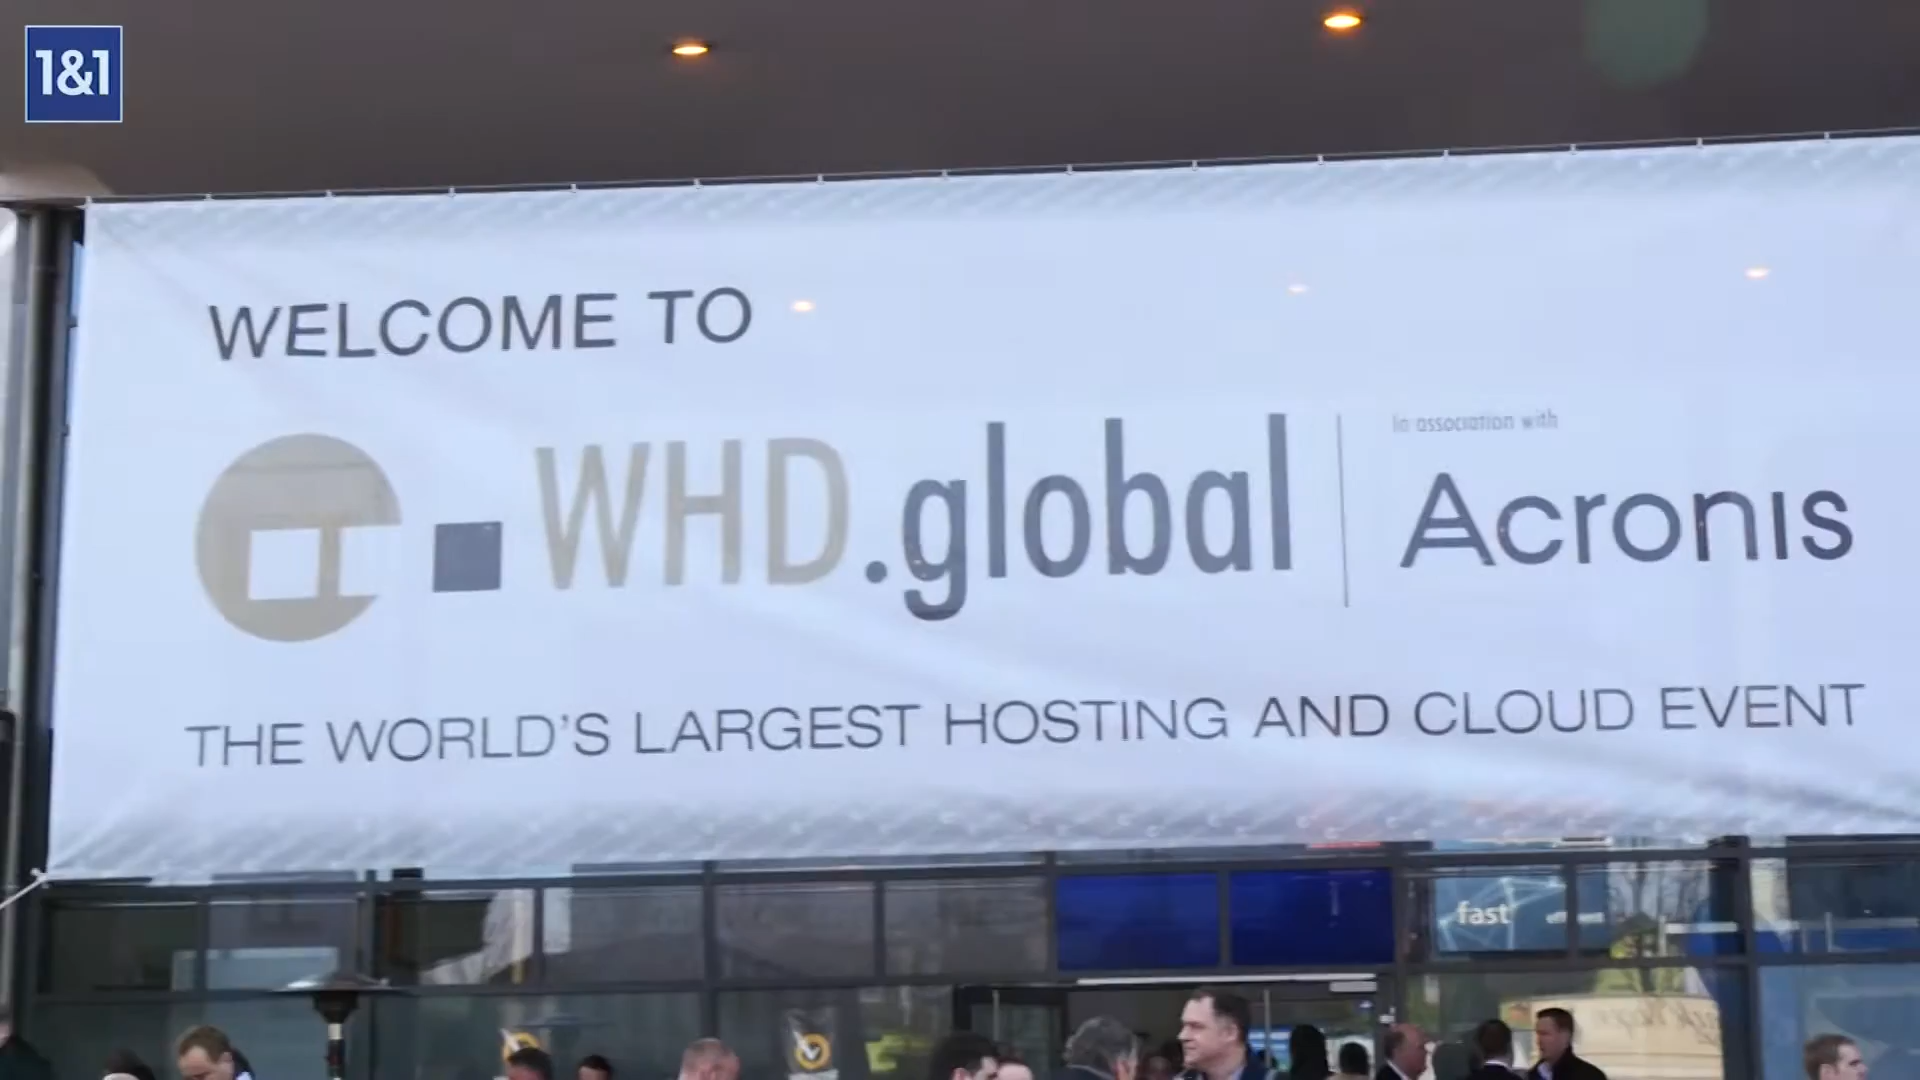 1&1
WELCOME TO
WHD.global
In association with
Acronis
THE WORLD'S LARGEST HOSTING AND CLOUD EVENT
fast